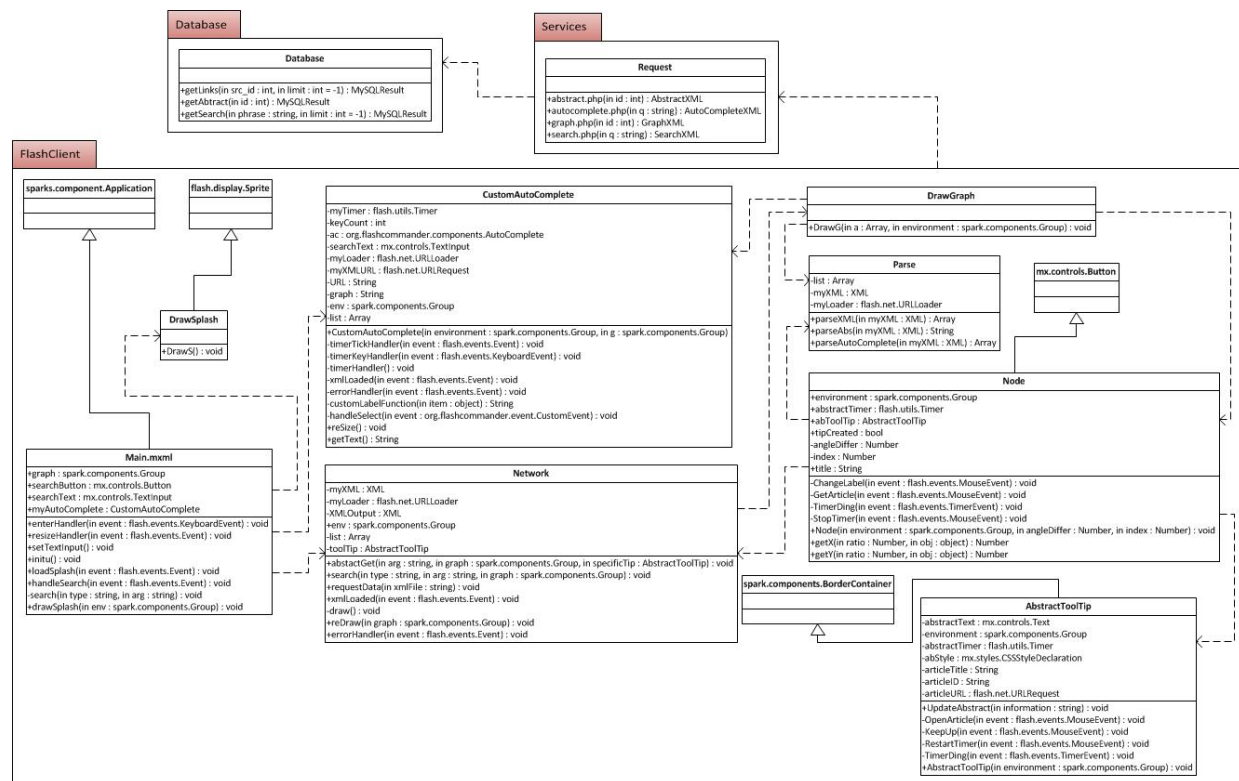 Database
Database
+getLinks(in src_id : int, in limit : int = -1) : MySQLResult
+getAbtract(in id : int) : MySQLResult
+getSearch(in phrase : string, in limit : int = -1) : MySQLResult
Services
Request
+abstract.php(in id : int) : AbstractXML
+autocomplete.php(in q : string) : AutoCompleteXML
+graph.php(in id : int) : GraphXML
+search.php(in q : string) : SearchXML
FlashClient
sparks.component.Application
flash.display.Sprite
DrawSplash
+DrawS() : void
Main.mxml
+graph : spark.components.Group
+searchButton : mx.controls.Button
+searchText : mx.controls.TextInput
+myAutoComplete : CustomAutoComplete
+enterHandler(in event : flash.events.KeyboardEvent) : void
+resizeHandler(in event : flash.events.Event) : void
+setTextInput() : void
+initu() : void
+loadSplash(in event : flash.events.Event) : void
+handleSearch(in event : flash.events.Event) : void
-search(in type : string, in arg : string) : void
+drawSplash(in env : spark.components.Group) : void
CustomAutoComplete
-myTimer : flash.utils.Timer
-keyCount : int
-ac : org.flashcommander.components.AutoComplete
-searchText : mx.controls.TextInput
-myLoader : flash.net.URLLoader
-myXMLURL : flash.net.URLRequest
-URL : String
-graph : String
-env : spark.components.Group
-list : Array
+CustomAutoComplete(in environment : spark.components.Group, in g : spark.components.Group)
-timerTickHandler(in event : flash.events.Event) : void
-timerKeyHandler(in event : flash.events.KeyboardEvent) : void
-timerHandler() : void
-xmlLoaded(in event : flash.events.Event) : void
-errorHandler(in event : flash.events.Event) : void
-customLabelFunction(in item : object) : String
-handleSelect(in event : org.flashcommander.event.CustomEvent) : void
+reSize() : void
+getText() : String
Network
-myXML : XML
-myLoader : flash.net.URLLoader
-XMLOutput : XML
+env : spark.components.Group
-list : Array
-toolTip : AbstractToolTip
+abstactGet(in arg : string, in graph : spark.components.Group, in specificTip : AbstractToolTip) : void
+search(in type : string, in arg : string, in graph : spark.components.Group) : void
+requestData(in xmlFile : string) : void
+xmlLoaded(in event : flash.events.Event) : void
-draw() : void
+reDraw(in graph : spark.components.Group) : void
+errorHandler(in event : flash.events.Event) : void
DrawGraph
+DrawG(in a : Array, in environment : spark.components.Group) : void
Parse
-list : Array
-myXML : XML
-myLoader : flash.net.URLLoader
+parseXML(in myXML : XML) : Array
+parseAbs(in myXML : XML) : String
+parseAutoComplete(in myXML : XML) : Array
mx.controls.Button
Node
+environment : spark.components.Group
+abstractTimer : flash.utils.Timer
+abToolTip : AbstractToolTip
+tipCreated : bool
-angleDiffer : Number
-index : Number
+title : String
-ChangeLabel(in event : flash.events.MouseEvent) : void
-GetArticle(in event : flash.events.MouseEvent) : void
-TimerDing(in event : flash.events.TimerEvent) : void
-StopTimer(in event : flash.events.MouseEvent) : void
+Node(in environment : spark.components.Group, in angleDiffer : Number, in index : Number) : void
+getX(in ratio : Number, in obj : object) : Number
+getY(in ratio : Number, in obj : object) : Number
spark.components.BorderContainer
AbstractToolTip
-abstractText : mx.controls.Text
-environment : spark.components.Group
-abstractTimer : flash.utils.Timer
-abStyle : mx.styles.CSSStyleDeclaration
-articleTitle : String
-articleID : String
-articleURL : flash.net.URLRequest
+UpdateAbstract(in information : string) : void
-OpenArticle(in event : flash.events.MouseEvent) : void
-KeepUp(in event : flash.events.MouseEvent) : void
-RestartTimer(in event : flash.events.MouseEvent) : void
-TimerDing(in event : flash.events.TimerEvent) : void
+AbstractToolTip(in environment : spark.components.Group) : void